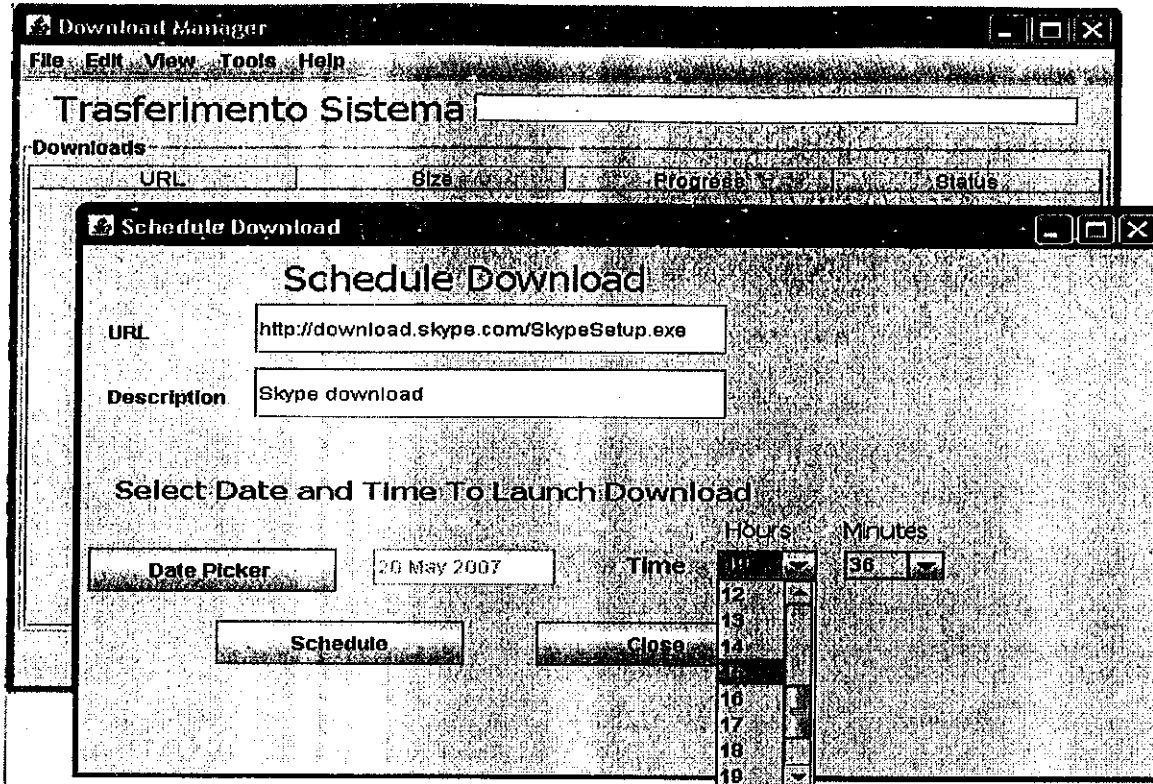 Download Manager
File Edit View Tools Help
Trasferimento Sistema
Downloads
URL Size Progress Status
Schedule Download
Schedule Download
URL http://download.skype.com/SkypeSetup.exe
Description Skype download
Select Date and Time To Launch Download
Hours Minutes
Date Picker 20 May 2007 Time 36
12
13
Schedule Close 14
16
17
18
19